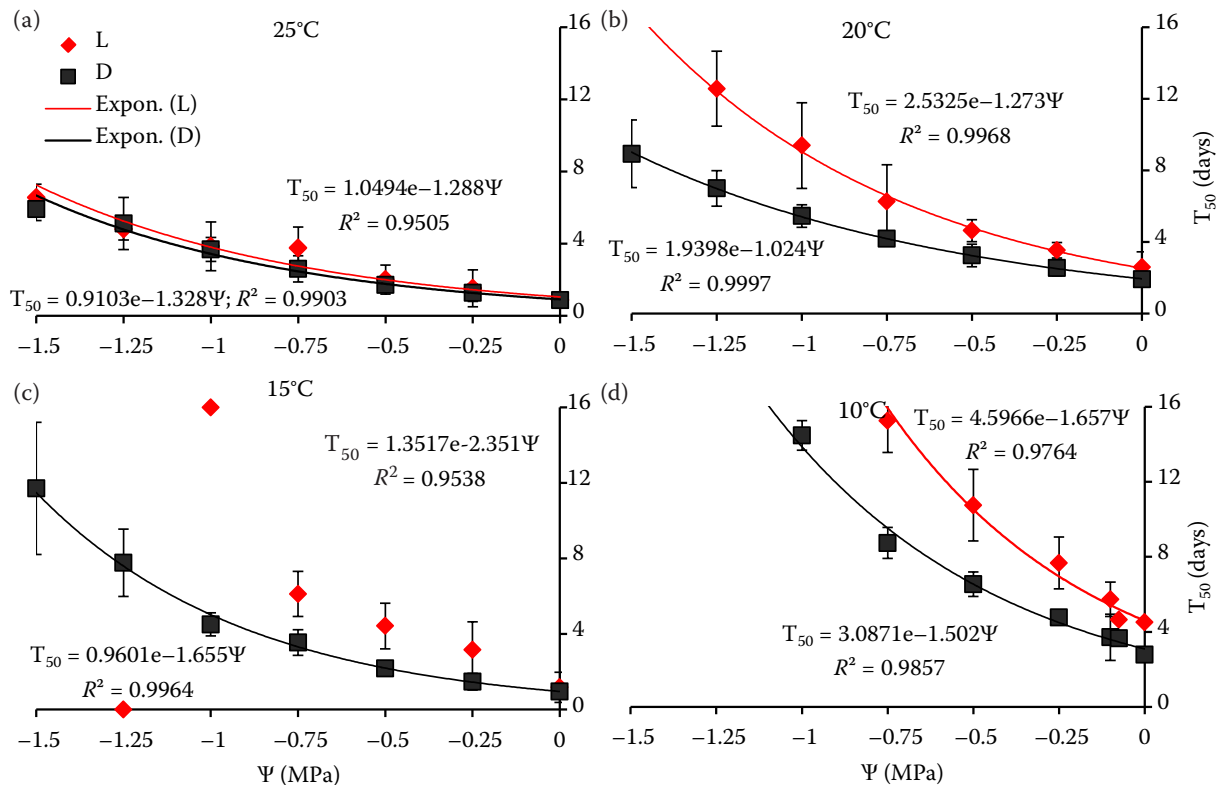 (a)
25°C
L
D
Expon. (L)
Expon. (D)
T50 = 1.0494e–1.288Ψ
R² = 0.9505
T50 = 0.9103e–1.328Ψ; R² = 0.9903
16
12
8
4
0
–1.5 –1.25 –1 –0.75 –0.5 –0.25 0
(b)
20°C
T50 = 2.5325e–1.273Ψ
R² = 0.9968
T50 = 1.9398e–1.024Ψ
R² = 0.9997
16
12
8
4
0
T50 (days)
–1.5 –1.25 –1 –0.75 –0.5 –0.25 0
(c)
15°C
T50 = 1.3517e-2.351Ψ
R2 = 0.9538
T50 = 0.9601e–1.655Ψ
R² = 0.9964
16
12
8
4
0
–1.5 –1.25 –1 –0.75 –0.5 –0.25 0
Ψ (MPa)
(d)
10°C
T50 = 4.5966e–1.657Ψ
R² = 0.9764
T50 = 3.0871e–1.502Ψ
R² = 0.9857
16
12
8
4
0
T50 (days)
–1.5 –1.25 –1 –0.75 –0.5 –0.25 0
Ψ (MPa)